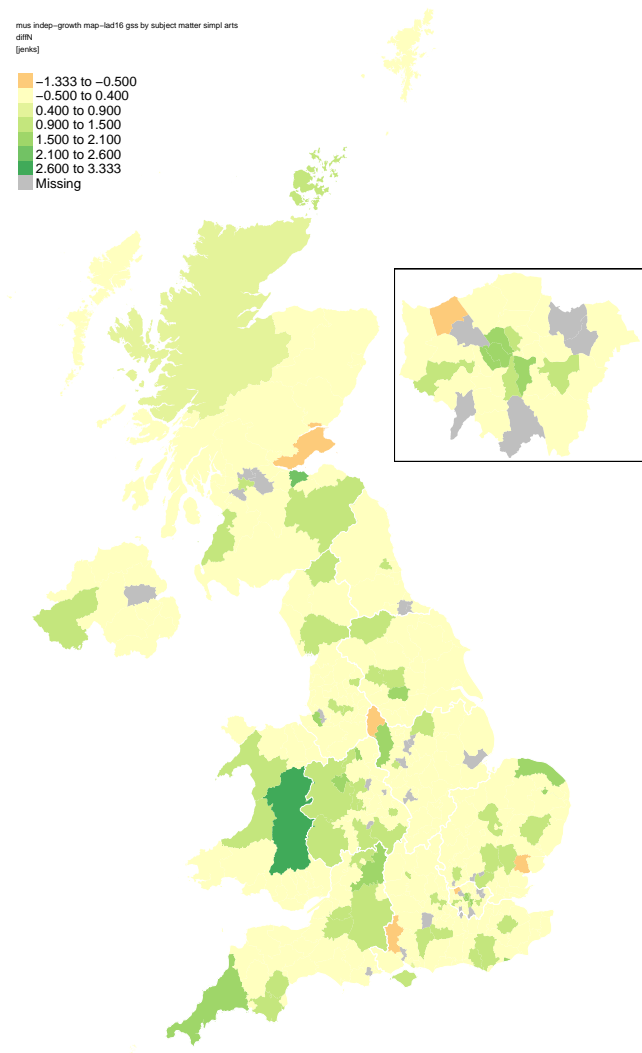 mus indep−growth map−lad16 gss by subject matter simpl arts
diffN
[jenks]
−1.333 to −0.500
−0.500 to 0.400
0.400 to 0.900
0.900 to 1.500
1.500 to 2.100
2.100 to 2.600
2.600 to 3.333
Missing